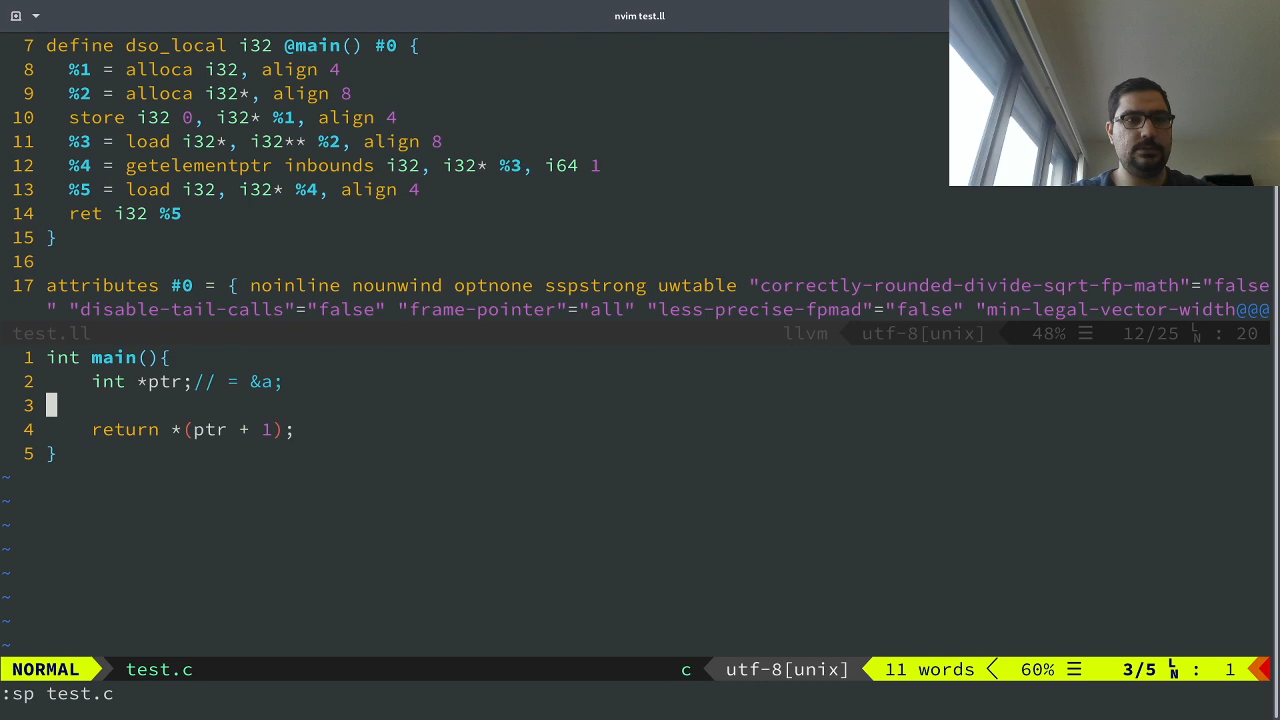 nvim test.ll
7 define dso_local i32 @main() #0 {
8   %1 = alloca i32, align 4
9   %2 = alloca i32*, align 8
10   store i32 0, i32* %1, align 4
11   %3 = load i32*, i32** %2, align 8
12   %4 = getelementptr inbounds i32, i32* %3, i64 1
13   %5 = load i32, i32* %4, align 4
14   ret i32 %5
15 }
16
17 attributes #0 = { noinline nounwind optnone sspstrong uwtable "correctly-rounded-divide-sqrt-fp-math"="false
" "disable-tail-calls"="false" "frame-pointer"="all" "less-precise-fpmad"="false" "min-legal-vector-width@@@
test.ll llvm utf-8[unix] 48% ☰ 12/25 LN : 20
1 int main(){
2     int *ptr;// = &a;
3
4     return *(ptr + 1);
5 }
~
~
~
~
~
~
~
~
NORMAL test.c c utf-8[unix] 11 words 60% ☰ 3/5 LN : 1
:sp test.c